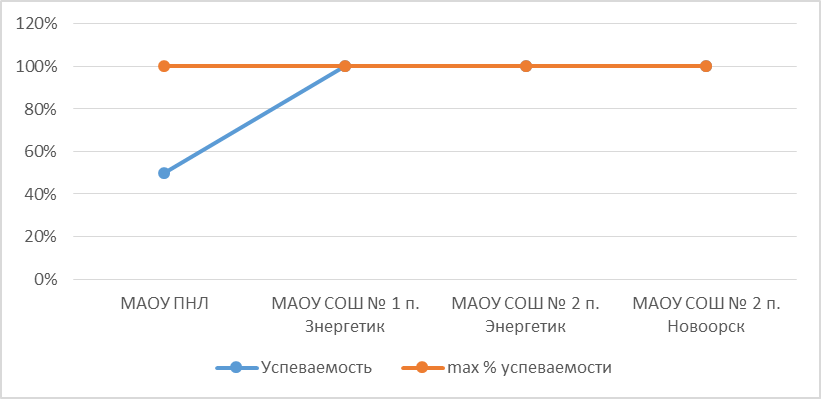 120%
100%
80%
60%
40%
20%
0%
МАОУ ПНЛ
МАОУ СОШ № 1 п.
Знергетик
МАОУ СОШ № 2 п.
Энергетик
МАОУ СОШ № 2 п.
Новоорск
Успеваемость
max % успеваемости